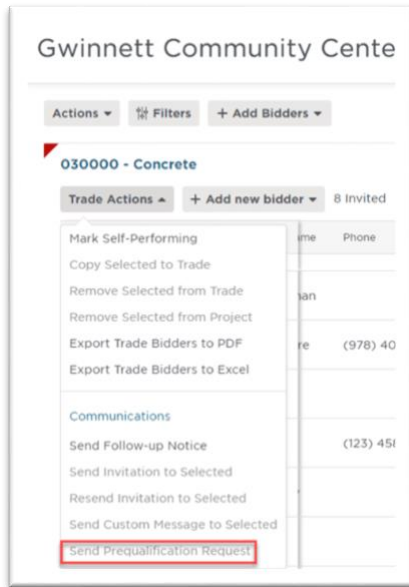 Gwinnett Community Cente
Actions Filters + Add Bidders
030000 - Concrete
Trade Actions + Add new bidder 8 Invited
Mark Self-Performing me Phone
Copy Selected to Trade
Remove Selected from Trade nan
Remove Selected from Project
Export Trade Bidders to PDF re (978) 40
Export Trade Bidders to Excel
Communications
Send Follow-up Notice (123) 45
Send Invitation to Selected
Resend Invitation to Selected
Send Custom Message to Selected
Send Prequalification Request